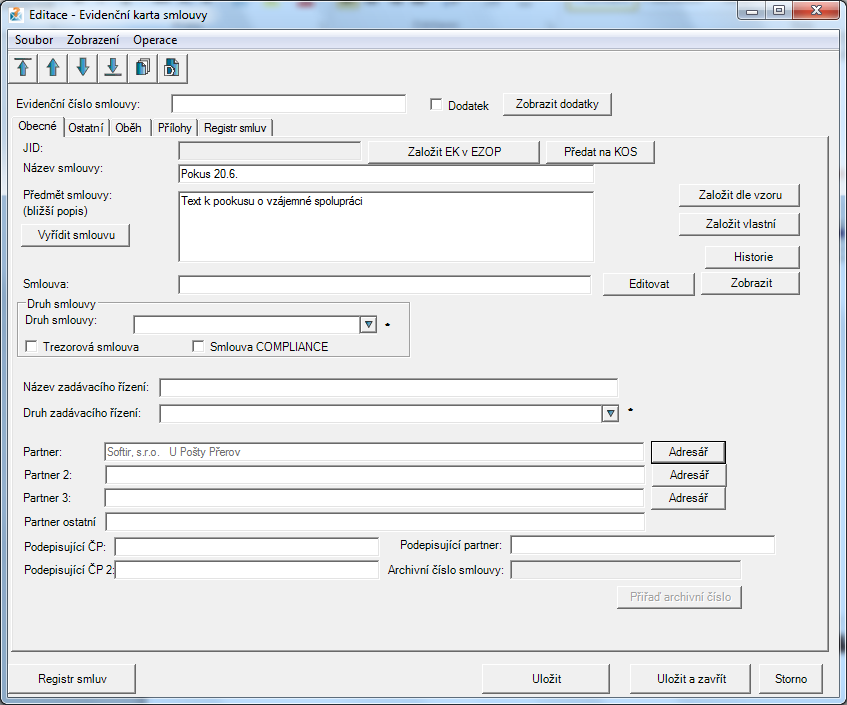 Editace - Evidenční karta smlouvy
Soubor Zobrazení Operace
Evidenční číslo smlouvy: Dodatek Zobrazit dodatky
Obecné Ostatní Oběh Přílohy Registr smluv
JID: Založit EK v EZOP Předat na KOS
Název smlouvy: Pokus 20.6.
Předmět smlouvy: Text k pookusu o vzájemné spolupráci Založit dle vzoru
(bližší popis)
Vyřídit smlouvu Založit vlastní
Historie
Smlouva: Editovat Zobrazit
Druh smlouvy
Druh smlouvy: *
Trezorová smlouva Smlouva COMPLIANCE
Název zadávacího řízení:
Druh zadávacího řízení: *
Partner: Softir, s.r.o. U Pošty Přerov Adresář
Partner 2: Adresář
Partner 3: Adresář
Partner ostatní
Podepisující ČP: Podepisující partner:
Podepisující ČP 2: Archivní číslo smlouvy:
Přiřaď archivní číslo
Registr smluv Uložit Uložit a zavřít Storno